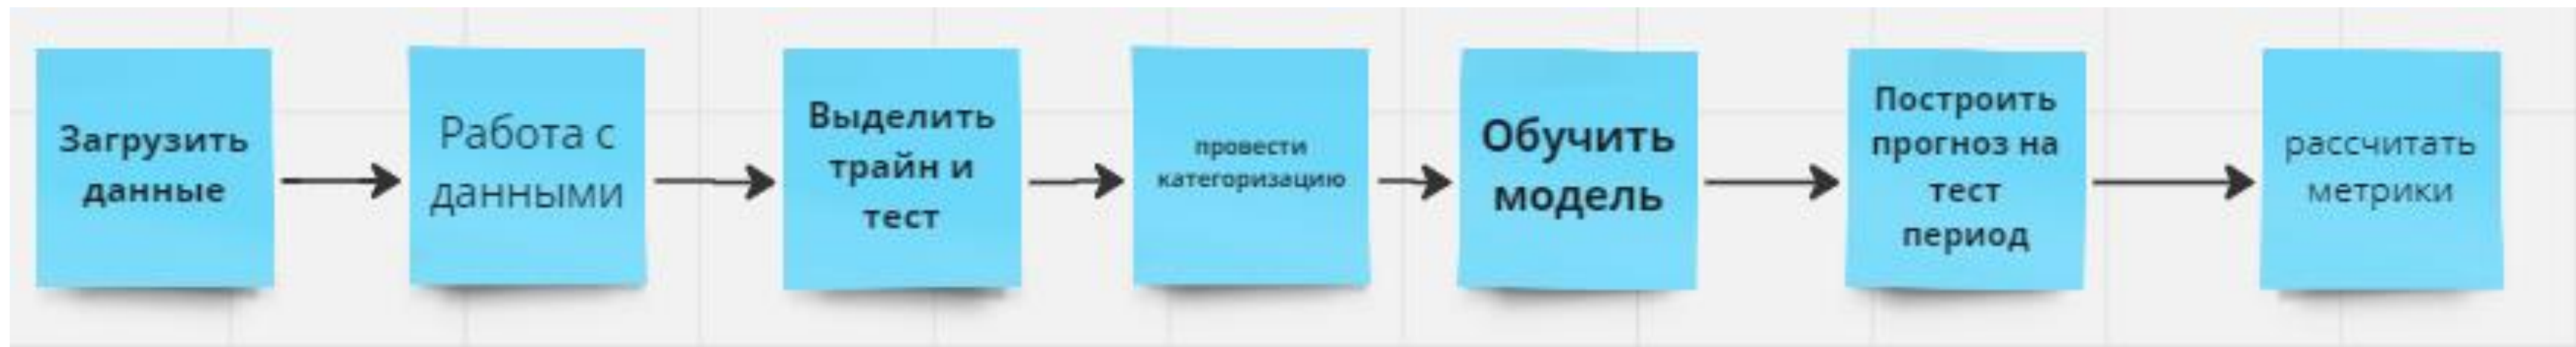 Загрузить
данные
Работа с
данными
Выделить
трайн и
тест
провести
категоризацию
Обучить
модель
Построить
прогноз на
тест
период
рассчитать
метрики